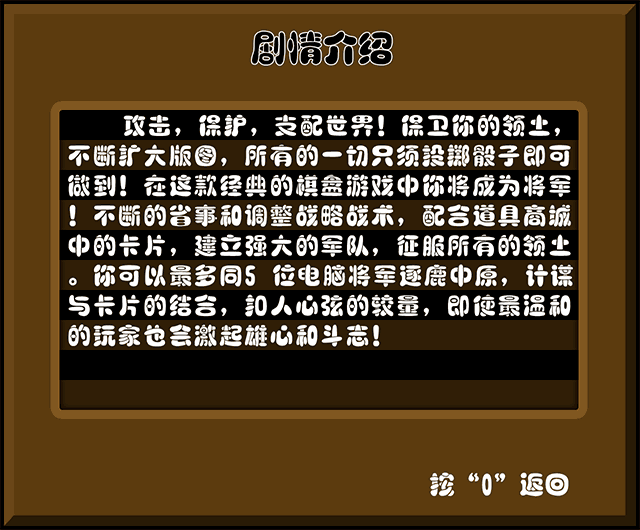 剧情介绍
攻击，保护，支配世界！保卫你的领土，
不断扩大版图，所有的一切只须投掷骰子即可
做到！在这款经典的棋盒游戏中你将成为将军
！不断的省事和调整战略战术，配合道具商城
中的卡片，建立强大的军队，征服所有的领土
。你可以最多同5 位电脑将军逐鹿中原，计谋
与卡片的结合，扣人心弦的较量，即使最温和
的玩家也会激起雄心和斗志！
按“0”返回